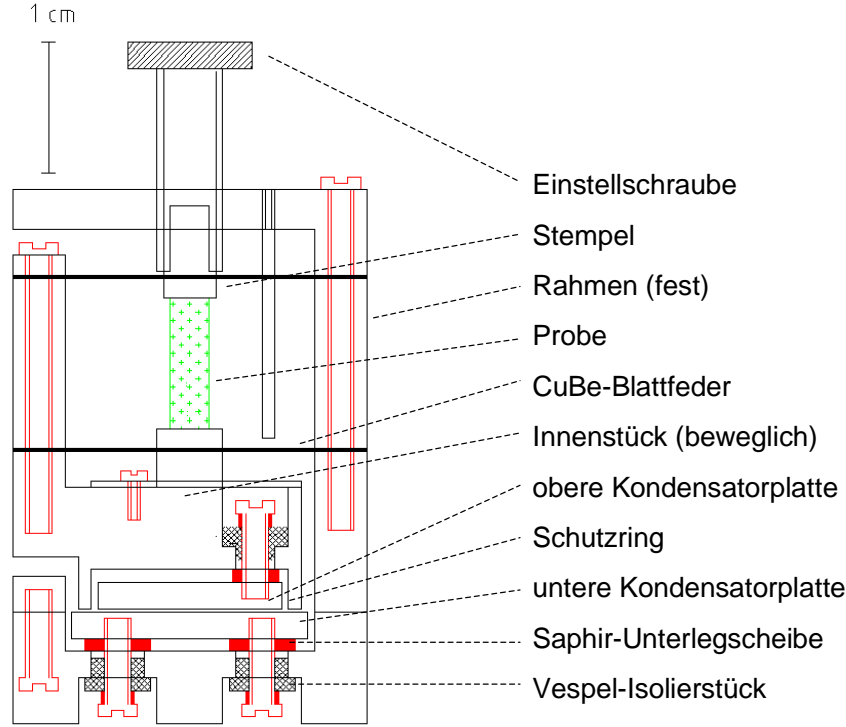 1 cm
Einstellschraube
Stempel
Rahmen (fest)
Probe
CuBe-Blattfeder
Innenstück (beweglich)
obere Kondensatorplatte
Schutzring
untere Kondensatorplatte
Saphir-Unterlegscheibe
Vespel-Isolierstück